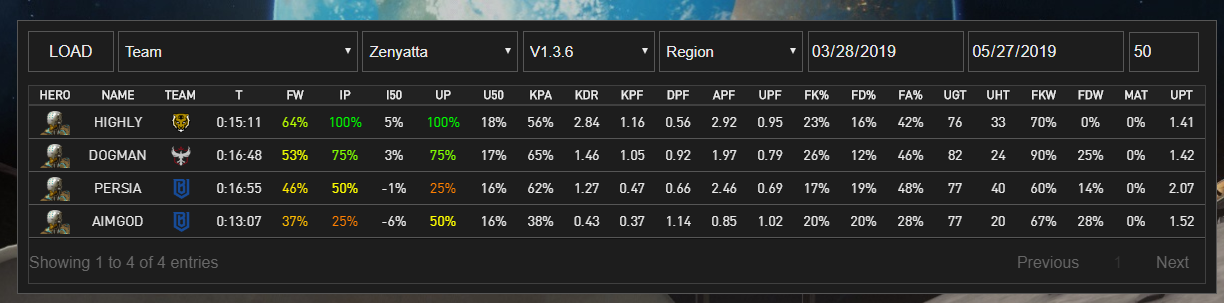 LOAD Team Zenyatta V1.3.6 Region 03/28/2019 05/27/2019 50
HERO NAME TEAM T FW IP I50 UP U50 KPA KDR KPF DPF APF UPF FK% FD% FA% UGT UHT FKW FDW MAT UPT
HIGHLY 0:15:11 64% 100% 5% 100% 18% 56% 2.84 1.16 0.56 2.92 0.95 23% 16% 42% 76 33 70% 0% 0% 1.41
DOGMAN 0:16:48 53% 75% 3% 75% 17% 65% 1.46 1.05 0.92 1.97 0.79 26% 12% 46% 82 24 90% 25% 0% 1.42
PERSIA 0:16:55 46% 50% -1% 25% 16% 62% 1.27 0.47 0.66 2.46 0.69 17% 19% 48% 77 40 60% 14% 0% 2.07
AIMGOD 0:13:07 37% 25% -6% 50% 16% 38% 0.43 0.37 1.14 0.85 1.02 20% 20% 28% 77 20 67% 28% 0% 1.52
Showing 1 to 4 of 4 entries Previous 1 Next